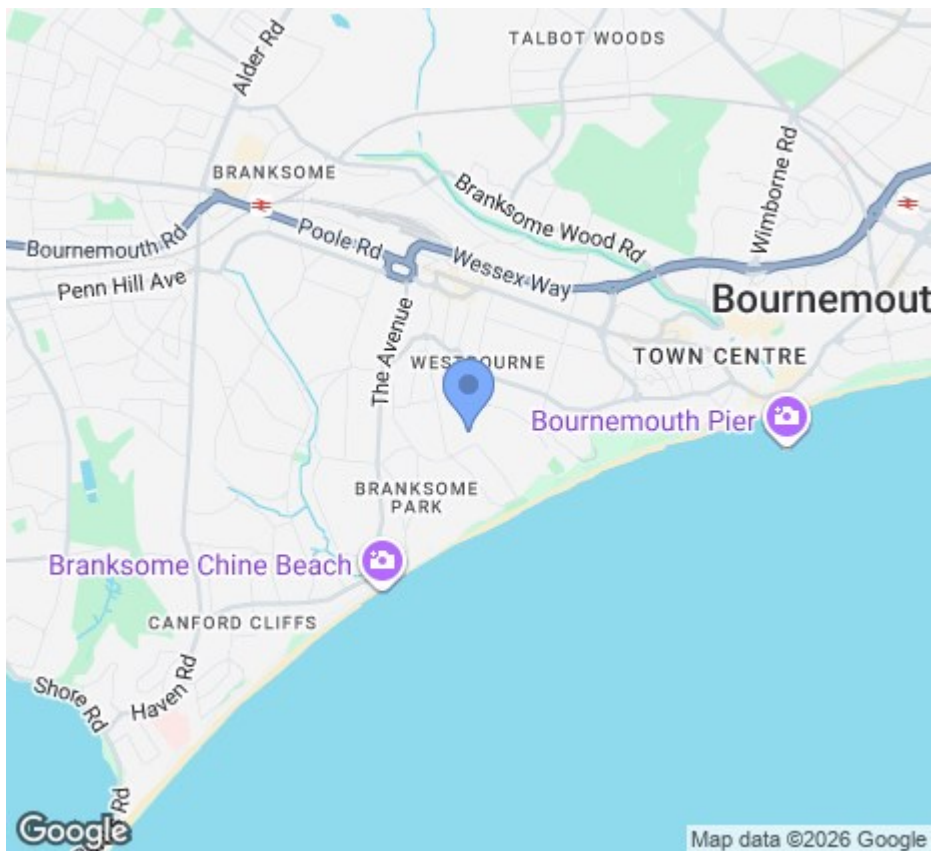 TALBOT WOODS
Alder Rd
BRANKSOME
Wimborne Rd
Branksome Wood Rd
Bournemouth Rd
Poole Rd
Wessex Way
Penn Hill Ave
Bournemout
The Avenue
WESTBOURNE
TOWN CENTRE
Bournemouth Pier
BRANKSOME
PARK
Branksome Chine Beach
CANFORD CLIFFS
Shore Rd
Haven Rd
Rd
Google
Map data ©2026 Google